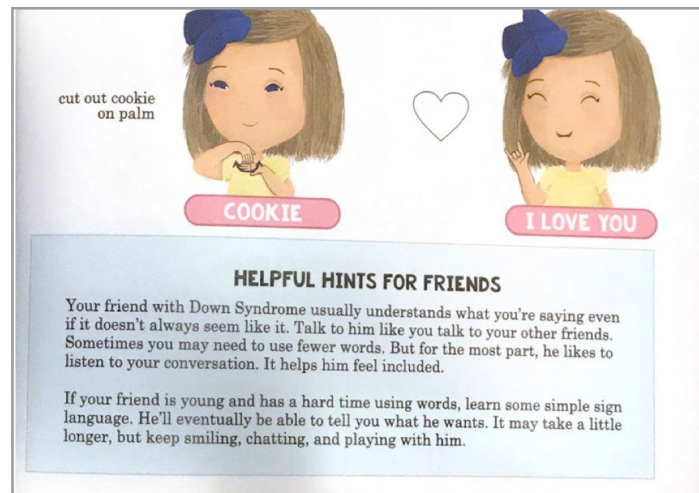 cut out cookie
on palm
COOKIE
I LOVE YOU
HELPFUL HINTS FOR FRIENDS
Your friend with Down Syndrome usually understands what you're saying even
if it doesn't always seem like it. Talk to him like you talk to your other friends.
Sometimes you may need to use fewer words. But for the most part, he likes to
listen to your conversation. It helps him feel included.
If your friend is young and has a hard time using words, learn some simple sign
language. He'll eventually be able to tell you what he wants. It may take a little
longer, but keep smiling, chatting, and playing with him.